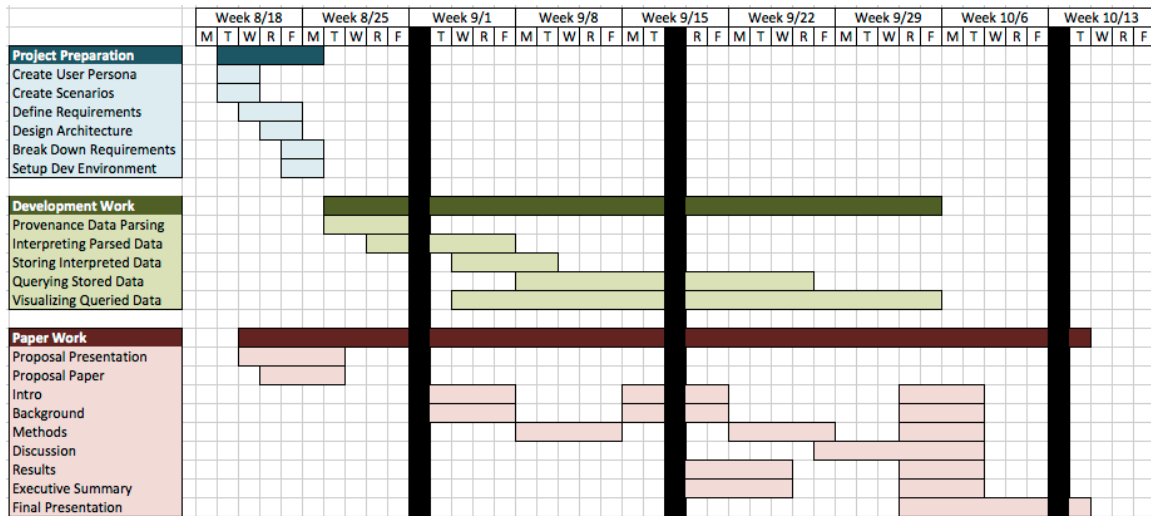 Week 8/18 Week 8/25 Week 9/1 Week 9/8 Week 9/15 Week 9/22 Week 9/29 Week 10/6 Week 10/13
M T W R F M T W R F T W R F M T W R F M T R F M T W R F M T W R F M T W R F T W R F
Project Preparation
Create User Persona
Create Scenarios
Define Requirements
Design Architecture
Break Down Requirements
Setup Dev Environment
Development Work
Provenance Data Parsing
Interpreting Parsed Data
Storing Interpreted Data
Querying Stored Data
Visualizing Queried Data
Paper Work
Proposal Presentation
Proposal Paper
Intro
Background
Methods
Discussion
Results
Executive Summary
Final Presentation